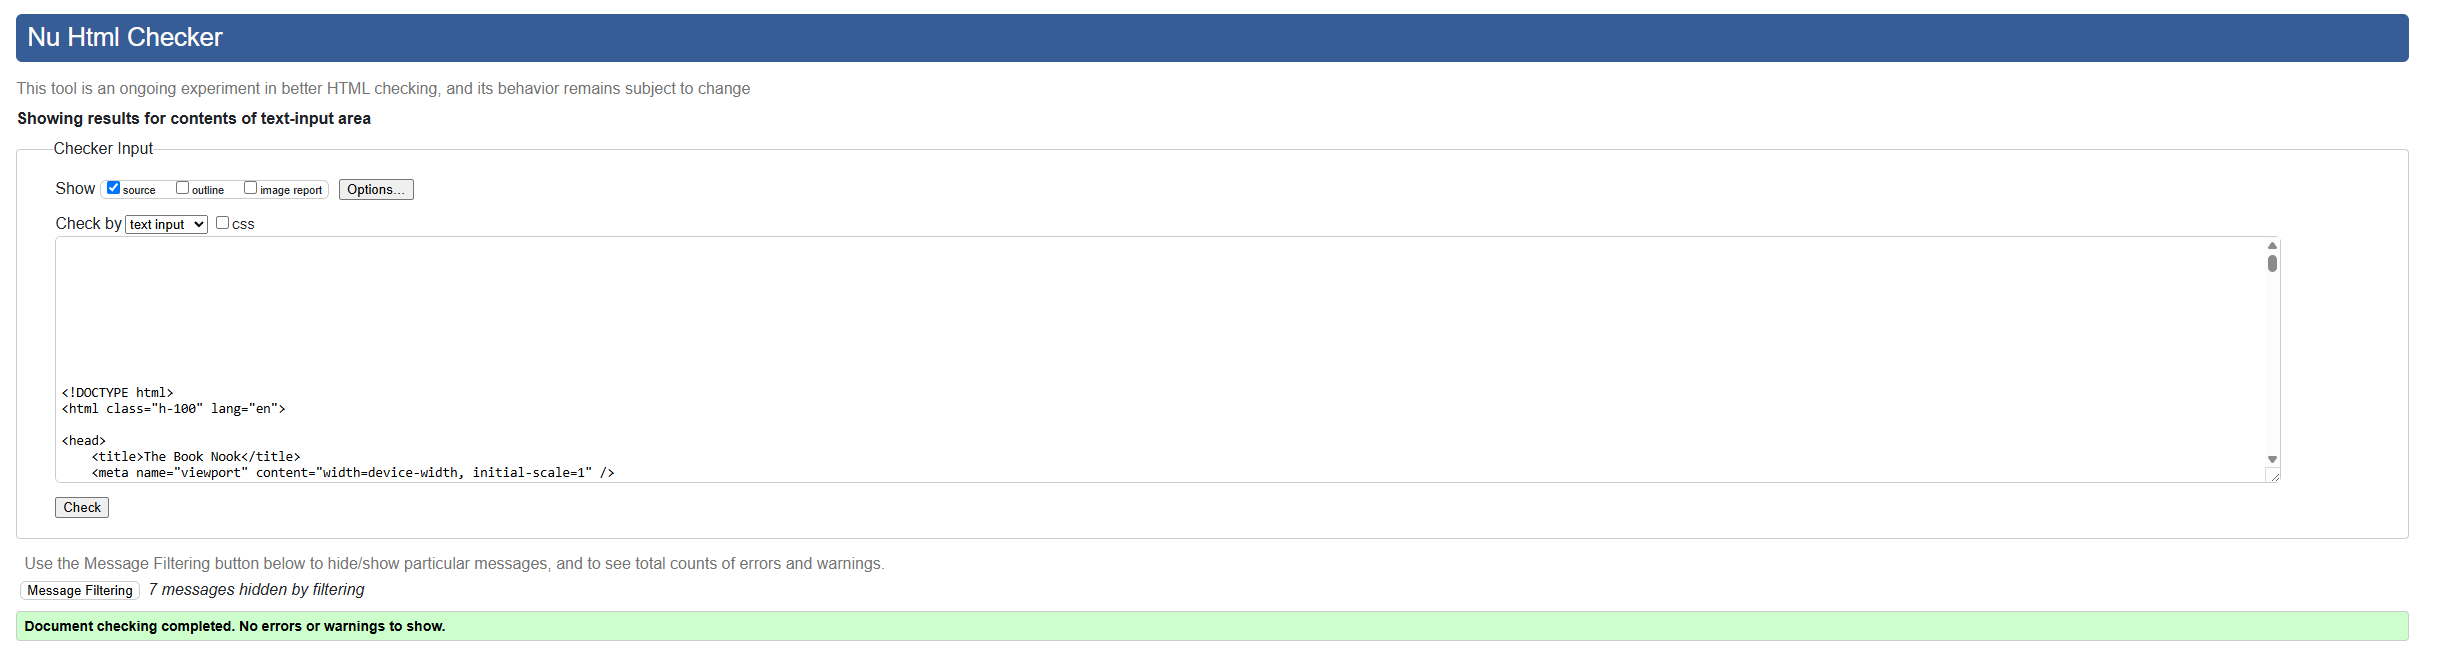 Nu Html Checker
This tool is an ongoing experiment in better HTML checking, and its behavior remains subject to change
Showing results for contents of text-input area
Checker Input
Show source outline image report Options...
Check by text input css
<!DOCTYPE html>
<html class="h-100" lang="en">
<head>
<title>The Book Nook</title>
<meta name="viewport" content="width=device-width, initial-scale=1" />
Check
Use the Message Filtering button below to hide/show particular messages, and to see total counts of errors and warnings.
Message Filtering 7 messages hidden by filtering
Document checking completed. No errors or warnings to show.